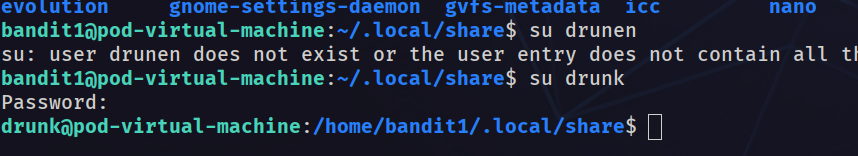 evolution gnome-settings-daemon gvfs-metadata icc nano
bandit1@pod-virtual-machine:~/.local/share$ su drunen
su: user drunen does not exist or the user entry does not contain all
bandit1@pod-virtual-machine:~/.local/share$ su drunk
Password:
drunk@pod-virtual-machine:/home/bandit1/.local/share$